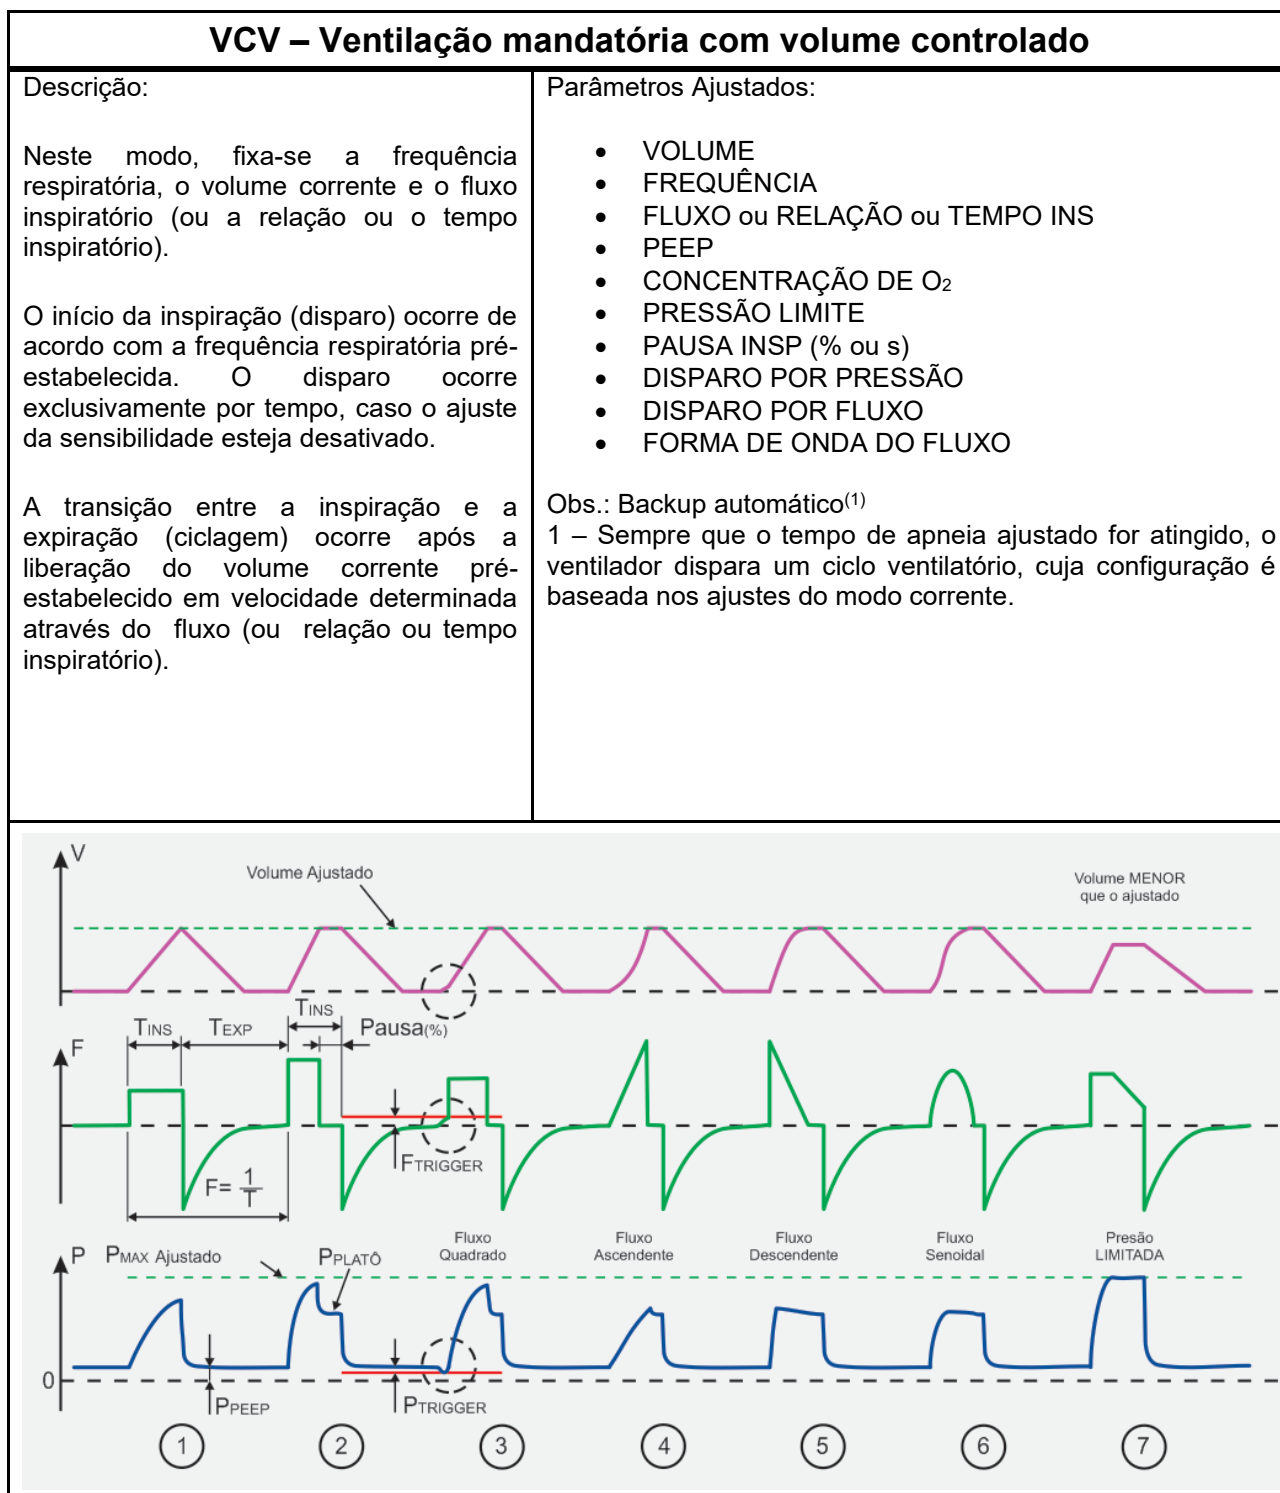 VCV – Ventilação mandatória com volume controlado
Descrição:
Neste modo, fixa-se a frequência
respiratória, o volume corrente e o fluxo
inspiratório (ou a relação ou o tempo
inspiratório).
O início da inspiração (disparo) ocorre de
acordo com a frequência respiratória pré-
estabelecida. O disparo ocorre
exclusivamente por tempo, caso o ajuste
da sensibilidade esteja desativado.
A transição entre a inspiração e a
expiração (ciclagem) ocorre após a
liberação do volume corrente pré-
estabelecido em velocidade determinada
através do fluxo (ou relação ou tempo
inspiratório).
Parâmetros Ajustados:
• VOLUME
• FREQUÊNCIA
• FLUXO ou RELAÇÃO ou TEMPO INS
• PEEP
• CONCENTRAÇÃO DE O₂
• PRESSÃO LIMITE
• PAUSA INSP (% ou s)
• DISPARO POR PRESSÃO
• DISPARO POR FLUXO
• FORMA DE ONDA DO FLUXO
Obs.: Backup automático⁽¹⁾
1 – Sempre que o tempo de apneia ajustado for atingido, o
ventilador dispara um ciclo ventilatório, cuja configuração é
baseada nos ajustes do modo corrente.
V
Volume Ajustado
Volume MENOR
que o ajustado
F
TINS
TEXP
TINS
Pausa(%)
FTRIGGER
F= 1/T
P
PMAX Ajustado
PPLATÔ
Fluxo
Quadrado
Fluxo
Ascendente
Fluxo
Descendente
Fluxo
Senoidal
Presão
LIMITADA
0
PPEEP
PTRIGGER
1
2
3
4
5
6
7